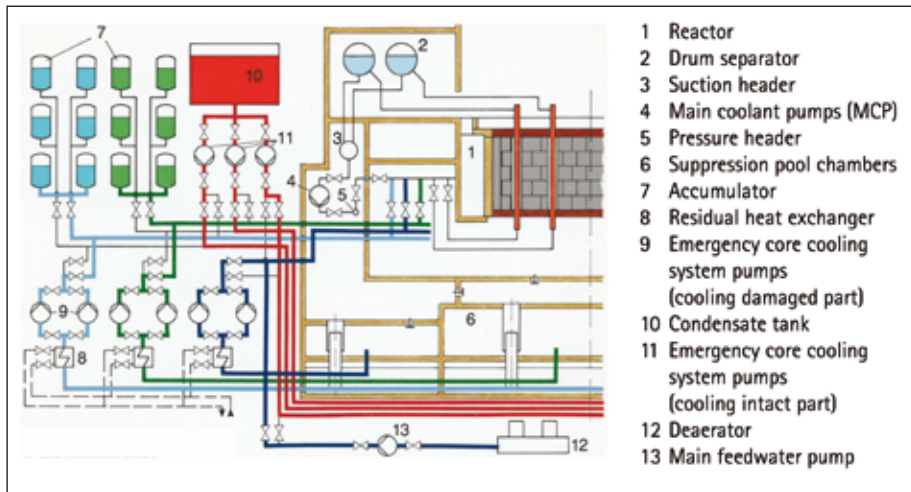 7
2
10
11
3
1
4
5
9
6
8
13
12
1 Reactor
2 Drum separator
3 Suction header
4 Main coolant pumps (MCP)
5 Pressure header
6 Suppression pool chambers
7 Accumulator
8 Residual heat exchanger
9 Emergency core cooling
system pumps
(cooling damaged part)
10 Condensate tank
11 Emergency core cooling
system pumps
(cooling intact part)
12 Deaerator
13 Main feedwater pump